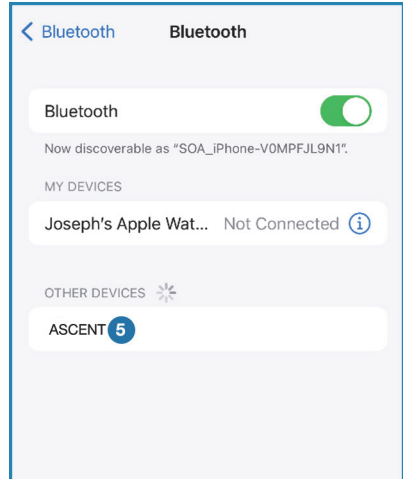 Bluetooth Bluetooth
Bluetooth
Now discoverable as “SOA_iPhone-V0MPFJL9N1”.
MY DEVICES
Joseph’s Apple Wat... Not Connected
OTHER DEVICES
ASCENT 5